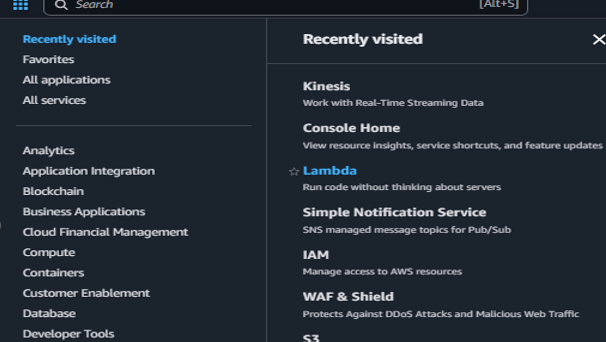 Search
[Alt+S]
Recently visited
Favorites
All applications
All services
Analytics
Application Integration
Blockchain
Business Applications
Cloud Financial Management
Compute
Containers
Customer Enablement
Database
Developer Tools
Recently visited
Kinesis
Work with Real-Time Streaming Data
Console Home
View resource insights, service shortcuts, and feature updates
Lambda
Run code without thinking about servers
Simple Notification Service
SNS managed message topics for Pub/Sub
IAM
Manage access to AWS resources
WAF & Shield
Protects Against DDoS Attacks and Malicious Web Traffic
S3